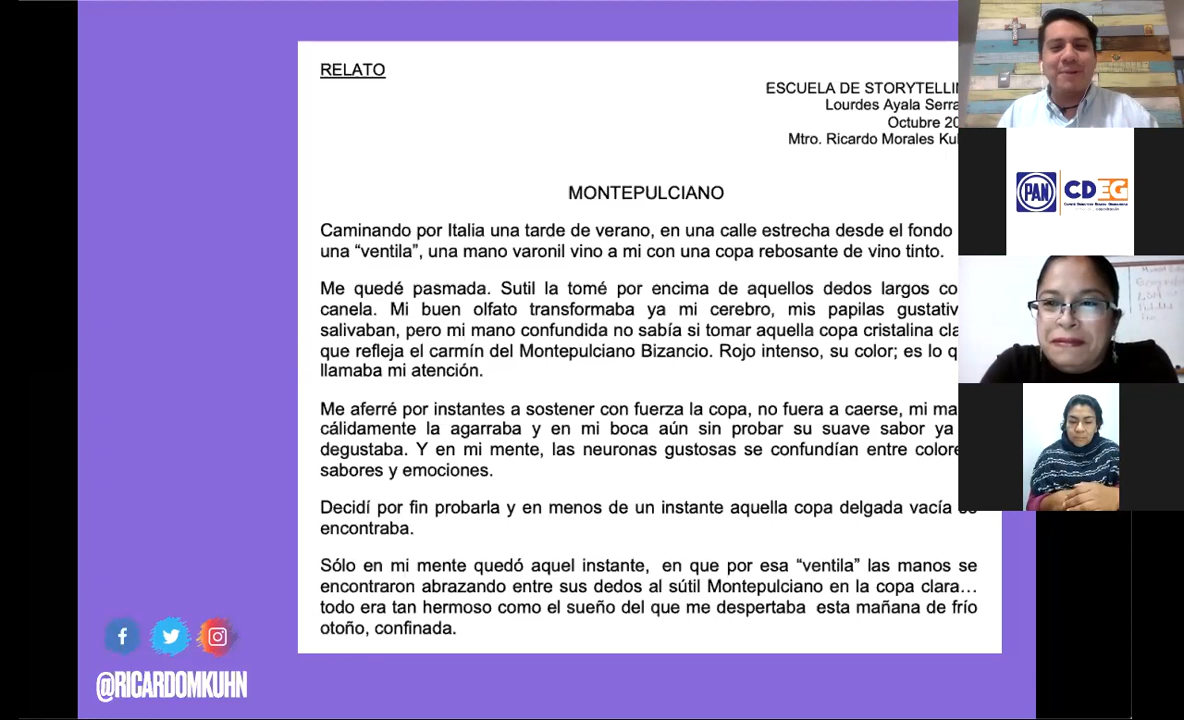 RELATO
ESCUELA DE STORYTELLIN
Lourdes Ayala Serra
Octubre 20
Mtro. Ricardo Morales Ku
MONTEPULCIANO
Caminando por Italia una tarde de verano, en una calle estrecha desde el fondo
una “ventila”, una mano varonil vino a mi con una copa rebosante de vino tinto.
Me quedé pasmada. Sutil la tomé por encima de aquellos dedos largos co
canela. Mi buen olfato transformaba ya mi cerebro, mis papilas gustativ
salivaban, pero mi mano confundida no sabía si tomar aquella copa cristalina cla
que refleja el carmín del Montepulciano Bizancio. Rojo intenso, su color; es lo q
llamaba mi atención.
Me aferré por instantes a sostener con fuerza la copa, no fuera a caerse, mi ma
cálidamente la agarraba y en mi boca aún sin probar su suave sabor ya
degustaba. Y en mi mente, las neuronas gustosas se confundían entre colore
sabores y emociones.
Decidí por fin probarla y en menos de un instante aquella copa delgada vacía se
encontraba.
Sólo en mi mente quedó aquel instante, en que por esa “ventila” las manos se
encontraron abrazando entre sus dedos al sútil Montepulciano en la copa clara…
todo era tan hermoso como el sueño del que me despertaba esta mañana de frío
otoño, confinada.
@RICARDOMKUHN
PAN
CDEG